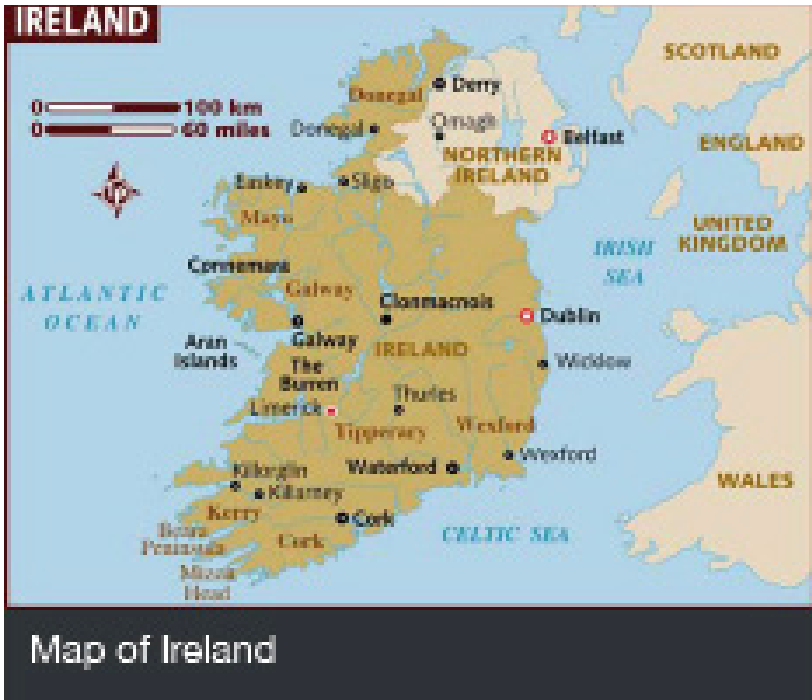 IRELAND
SCOTLAND
Donegal
Derry
0 100 km
0 60 miles
Donegal
Omagh
Belfast
ENGLAND
NORTHERN
IRELAND
Easkey
Sligo
Mayo
UNITED
KINGDOM
IRISH
SEA
Connemara
ATLANTIC
OCEAN
Galway
Clonmacnois
Dublin
Aran
Islands
Galway
IRELAND
The
Burren
Wicklow
Limerick
Thurles
Tipperary
Wexford
Wexford
Kilorglin
Waterford
Killarney
WALES
Kerry
Cork
Beara
Peninsula
Cork
CELTIC SEA
Mizen
Head
Map of Ireland